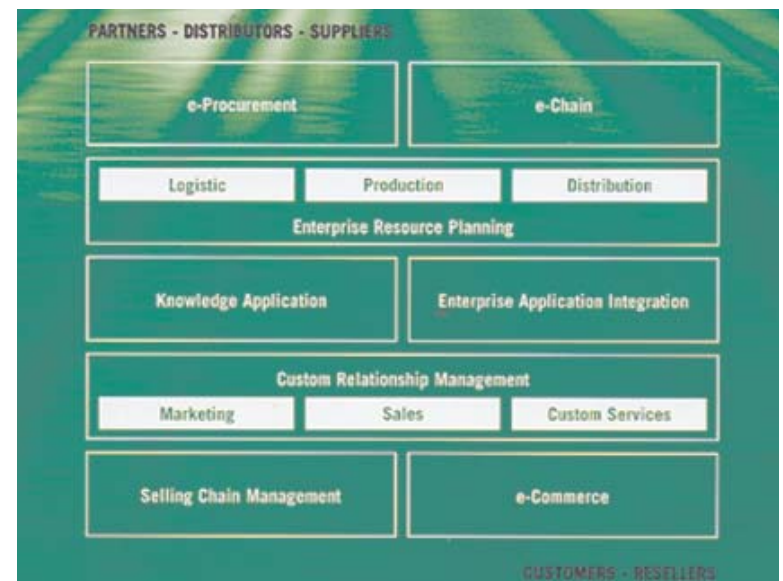 PARTNERS - DISTRIBUTORS - SUPPLIERS
e-Procurement
e-Chain
Logistic
Production
Distribution
Enterprise Resource Planning
Knowledge Application
Enterprise Application Integration
Custom Relationship Management
Marketing
Sales
Custom Services
Selling Chain Management
e-Commerce
CUSTOMERS - RESELLERS